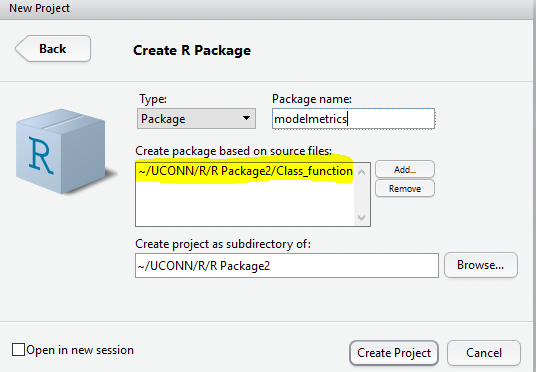 New Project
Back
Create R Package
Type:
Package name:
Package
modelmetrics
R
Create package based on source files:
~/UCONN/R/R Package2/Class_function
Add...
Remove
Create project as subdirectory of:
~/UCONN/R/R Package2
Browse...
Open in new session
Create Project
Cancel